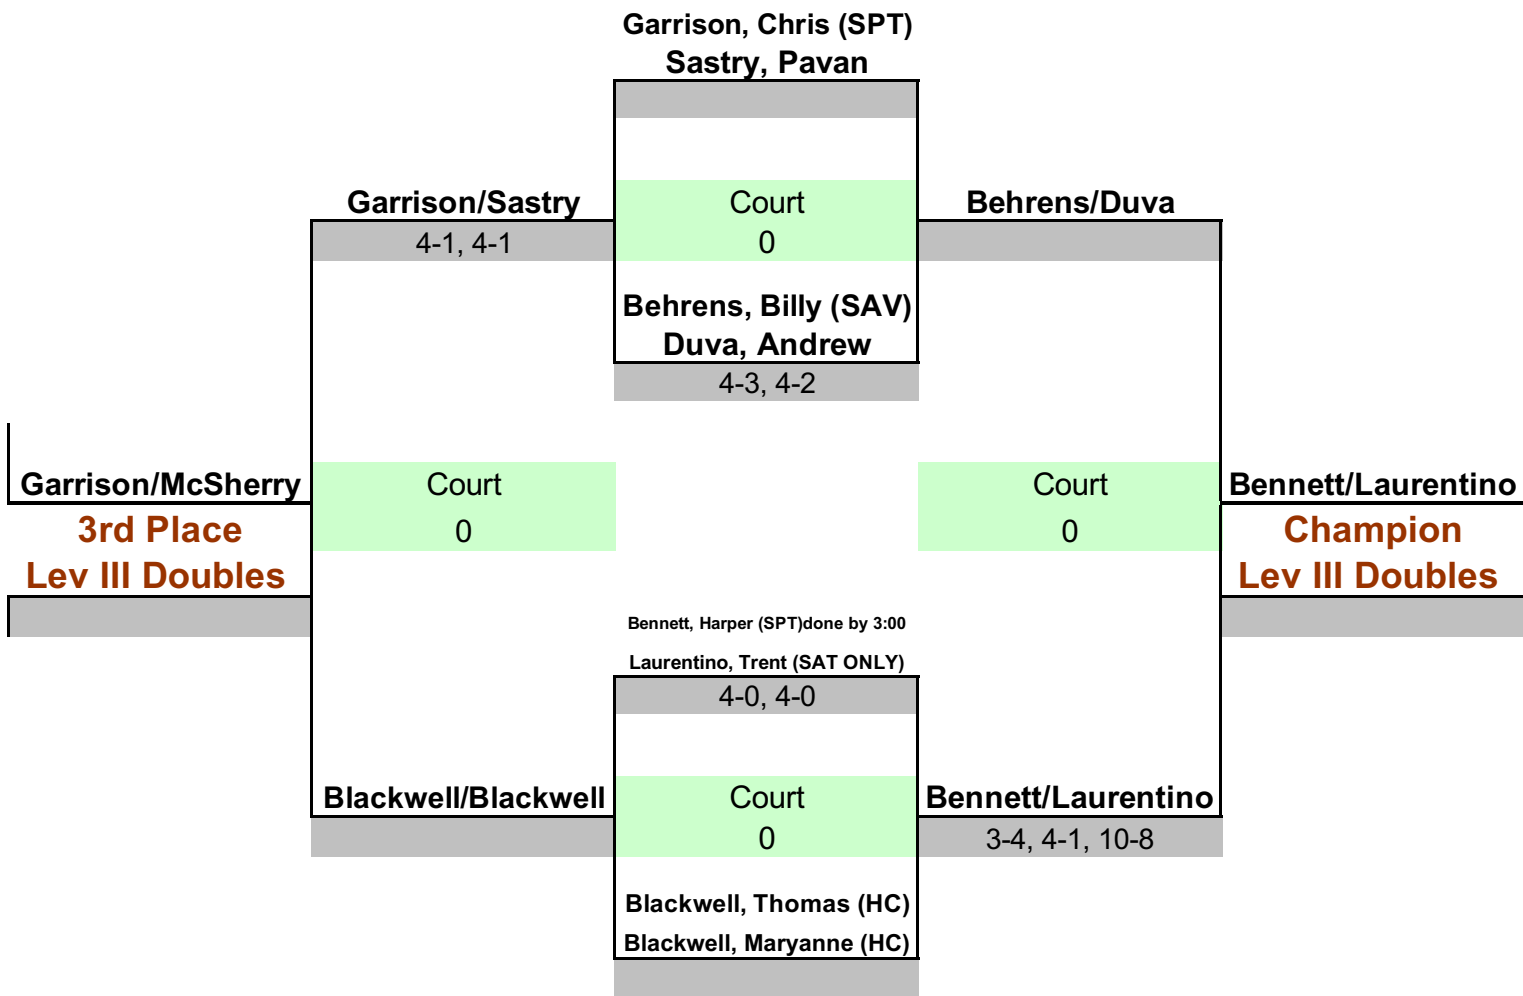 Garrison, Chris (SPT)
Sastry, Pavan
Garrison/Sastry
Court
Behrens/Duva
4-1, 4-1
0
Behrens, Billy (SAV)
Duva, Andrew
4-3, 4-2
Garrison/McSherry
Court
Court
Bennett/Laurentino
3rd Place
0
0
Champion
Lev III Doubles
Lev III Doubles
Bennett, Harper (SPT)done by 3:00
Laurentino, Trent (SAT ONLY)
4-0, 4-0
Blackwell/Blackwell
Court
Bennett/Laurentino
0
3-4, 4-1, 10-8
Blackwell, Thomas (HC)
Blackwell, Maryanne (HC)